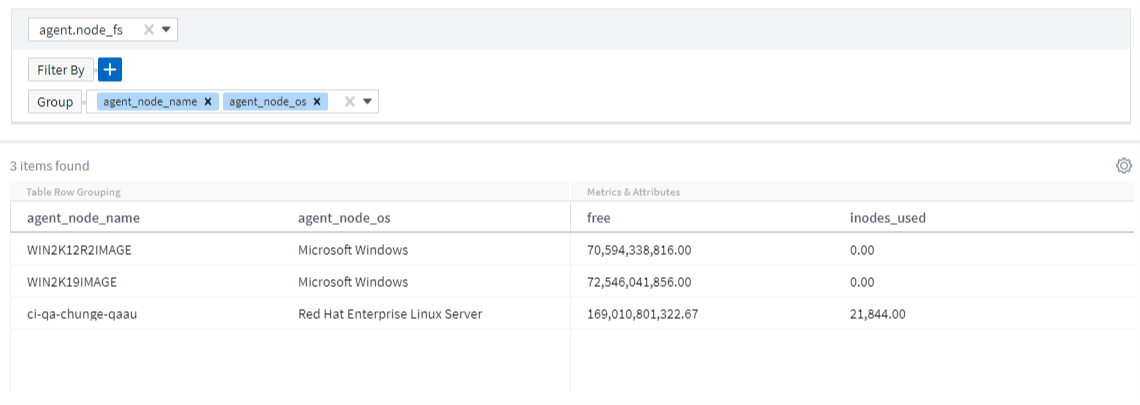 agent.node_fs
Filter By
Group agent_node_name agent_node_os
3 items found
Table Row Grouping Metrics & Attributes
agent_node_name agent_node_os free inodes_used
WIN2K12R2IMAGE Microsoft Windows 70,594,338,816.00 0.00
WIN2K19IMAGE Microsoft Windows 72,546,041,856.00 0.00
ci-qa-chunge-qaau Red Hat Enterprise Linux Server 169,010,801,322.67 21,844.00